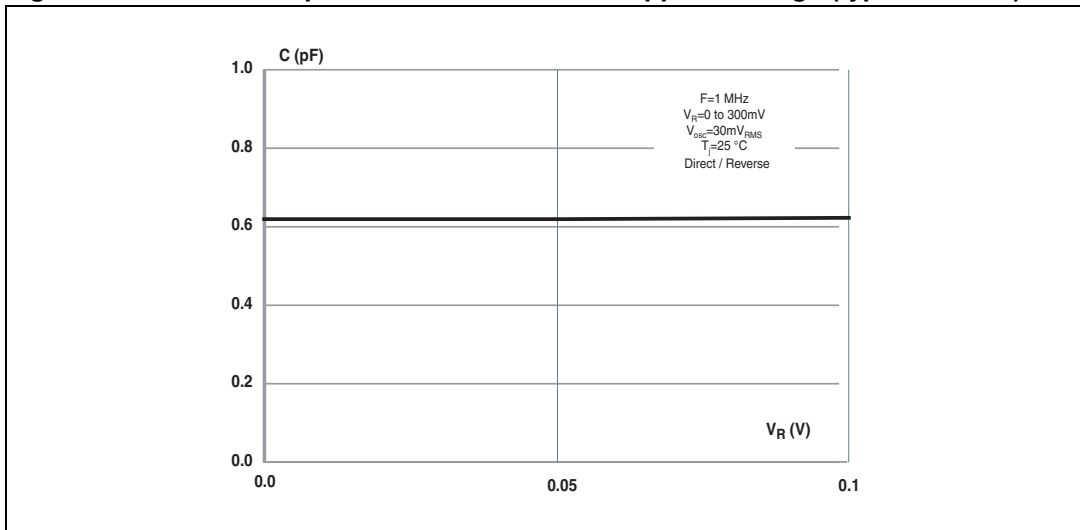 C (pF)
1.0
F=1 MHz
V_R=0 to 300mV
V_osc=30mV_RMS
T_j=25 °C
Direct / Reverse
0.8
0.6
0.4
0.2
V_R (V)
0.0
0.0
0.05
0.1